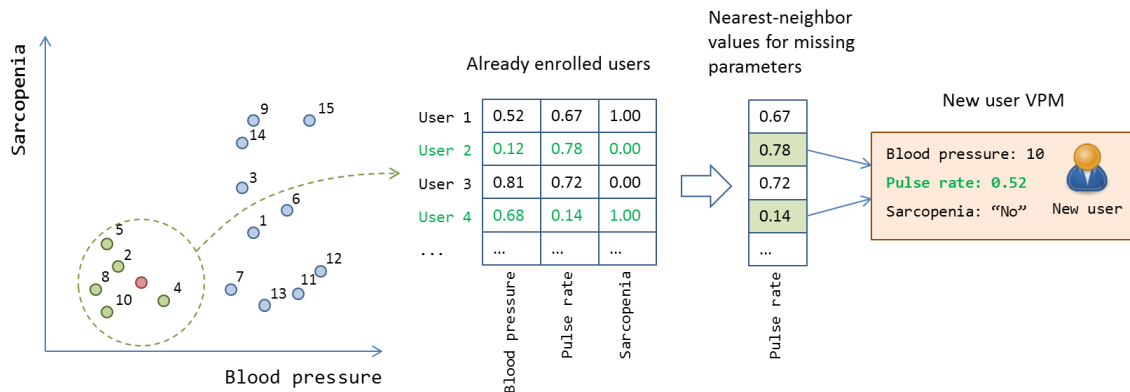 Sarcopenia
Blood pressure
9
15
14
3
6
1
5
2
8
10
4
7
13
11
12
Already enrolled users
User 1 0.52 0.67 1.00
User 2 0.12 0.78 0.00
User 3 0.81 0.72 0.00
User 4 0.68 0.14 1.00
... ... ... ...
Blood pressure
Pulse rate
Sarcopenia
Nearest-neighbor
values for missing
parameters
0.67
0.78
0.72
0.14
...
Pulse rate
New user VPM
Blood pressure: 10
Pulse rate: 0.52
Sarcopenia: “No”
New user